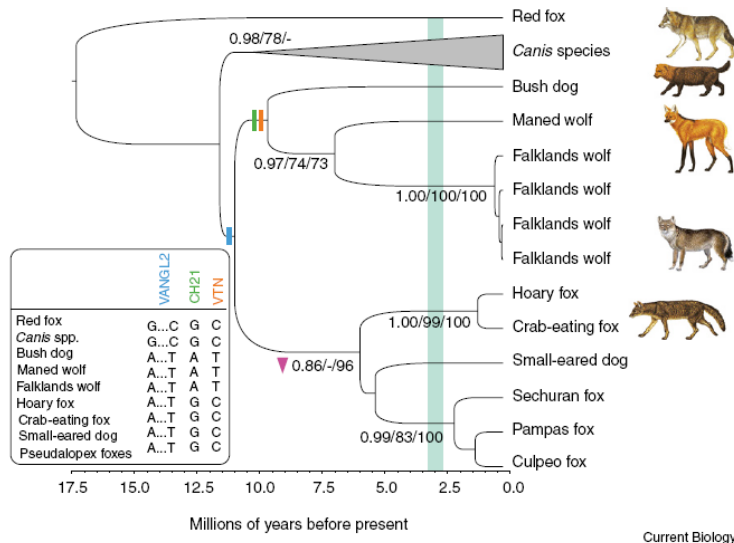 Red fox
0.98/78/-
Canis species
Bush dog
Maned wolf
0.97/74/73
Falklands wolf
1.00/100/100
Falklands wolf
Falklands wolf
Falklands wolf
Hoary fox
1.00/99/100
Crab-eating fox
0.86/-/96
Small-eared dog
Sechuran fox
0.99/83/100
Pampas fox
Culpeo fox
VANGL2 CH21 VTN
Red fox G...C G C
Canis spp. G...C G C
Bush dog A...T A T
Maned wolf A...T A T
Falklands wolf A...T A T
Hoary fox A...T G C
Crab-eating fox A...T G C
Small-eared dog A...T G C
Pseudalopex foxes A...T G C
17.5 15.0 12.5 10.0 7.5 5.0 2.5 0.0
Millions of years before present
Current Biology